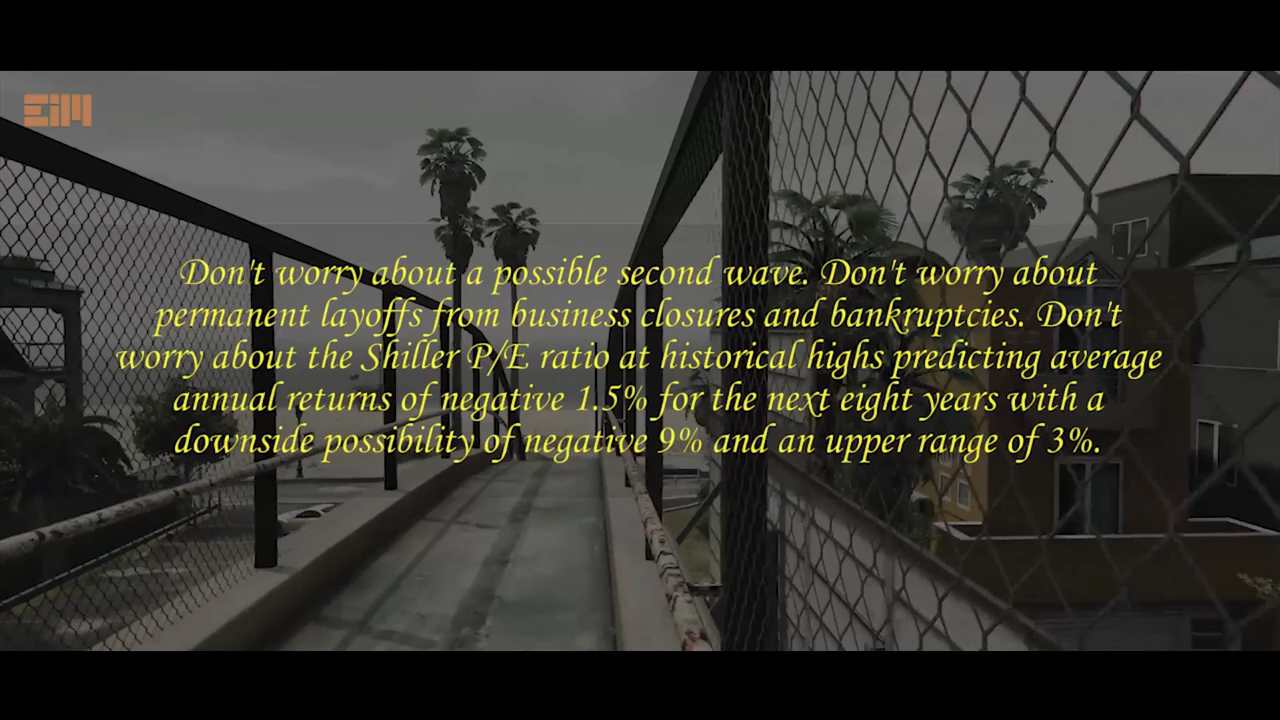 EIM
Don't worry about a possible second wave. Don't worry about
permanent layoffs from business closures and bankruptcies. Don't
worry about the Shiller P/E ratio at historical highs predicting average
annual returns of negative 1.5% for the next eight years with a
downside possibility of negative 9% and an upper range of 3%.